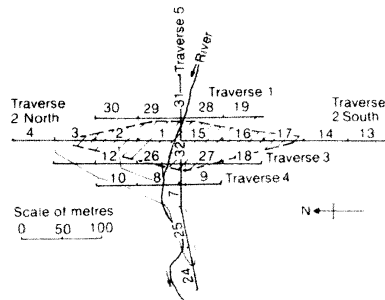 Traverse 5
River
31
Traverse 1
30 29 28 19
Traverse
2 North
Traverse
2 South
4 3 2 1 15 16 17 14 13
32
12 26 27 18 Traverse 3
10 8 9 Traverse 4
7
Scale of metres
0 50 100
N
25
24